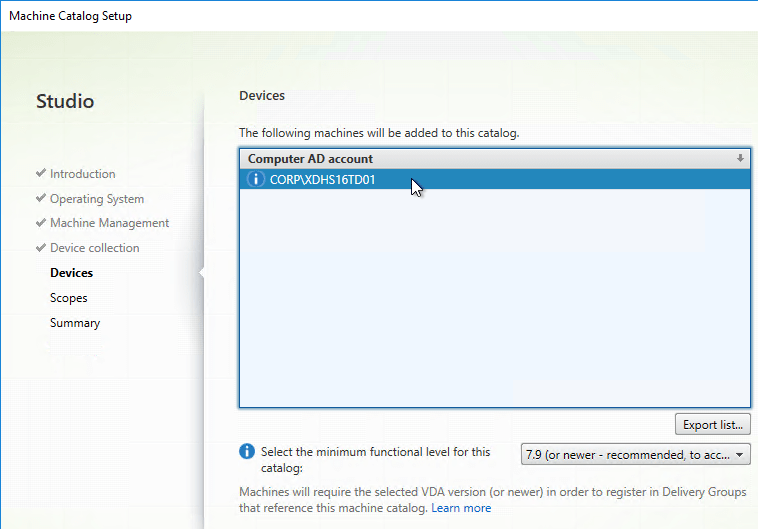 Machine Catalog Setup
Studio
Introduction
Operating System
Machine Management
Device collection
Devices
Scopes
Summary
Devices
The following machines will be added to this catalog.
Computer AD account
CORP\XDHS16TD01
Export list...
Select the minimum functional level for this
catalog:
7.9 (or newer - recommended, to acc...
Machines will require the selected VDA version (or newer) in order to register in Delivery Groups
that reference this machine catalog. Learn more